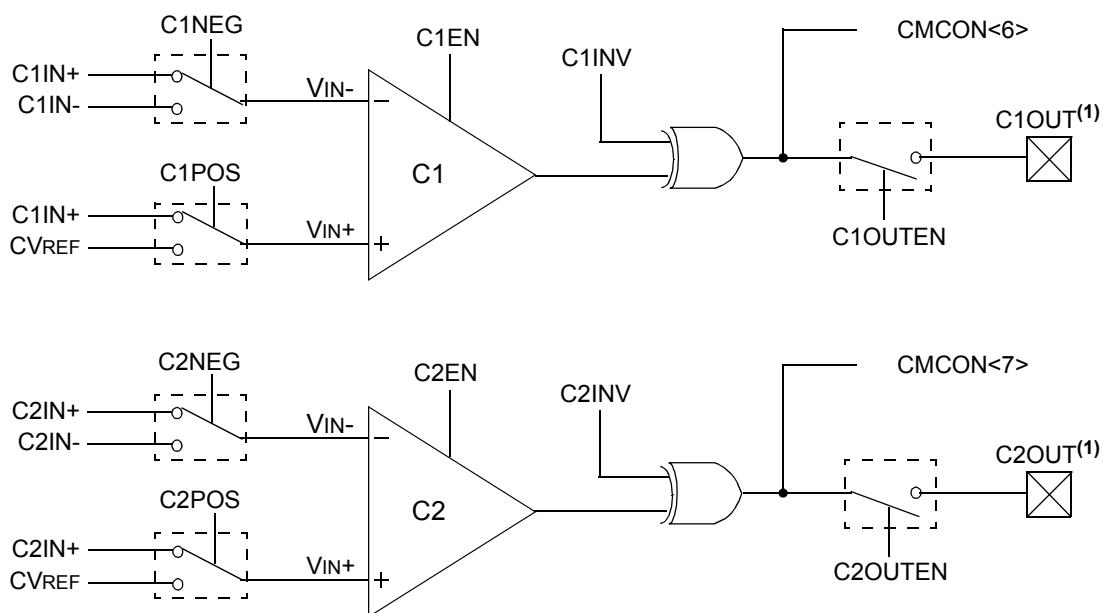 C1NEG
C1EN
CMCON<6>
C1IN+
C1INV
C1IN-
VIN-
–
C1OUT(1)
C1POS
C1
C1IN+
CVREF
VIN+
+
C1OUTEN
C2NEG
C2EN
CMCON<7>
C2IN+
C2INV
C2IN-
VIN-
–
C2OUT(1)
C2POS
C2
C2IN+
CVREF
VIN+
+
C2OUTEN